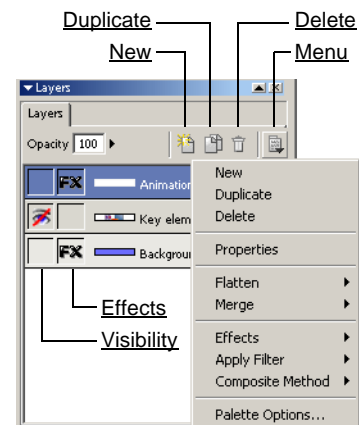 Duplicate
Delete
New
Menu
Layers
Layers
Opacity 100
FX Animation
Key elem
FX Backgrou
New
Duplicate
Delete
Properties
Flatten
Merge
Effects
Apply Filter
Composite Method
Palette Options...
Effects
Visibility